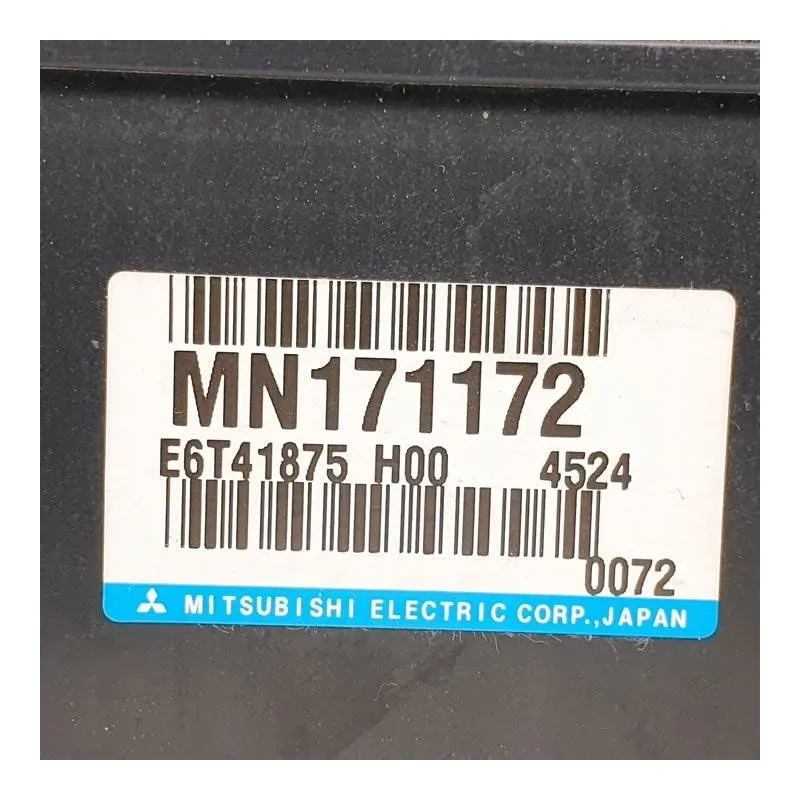 MN171172
E6T41875 H00 4524
0072
MITSUBISHI ELECTRIC CORP.,JAPAN